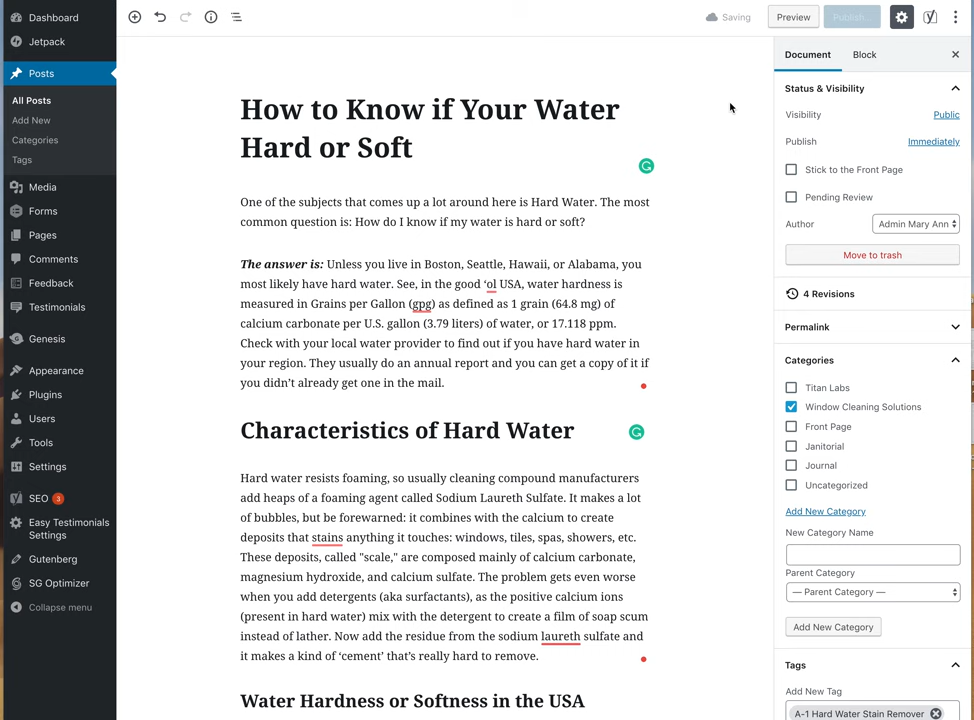 Dashboard
Jetpack
Posts
All Posts
Add New
Categories
Tags
Media
Forms
Pages
Comments
Feedback
Testimonials
Genesis
Appearance
Plugins
Users
Tools
Settings
SEO 3
Easy Testimonials
Settings
Gutenberg
SG Optimizer
Collapse menu
Saving
Preview
Publish...
How to Know if Your Water
Hard or Soft
One of the subjects that comes up a lot around here is Hard Water. The most
common question is: How do I know if my water is hard or soft?
The answer is: Unless you live in Boston, Seattle, Hawaii, or Alabama, you
most likely have hard water. See, in the good ‘ol USA, water hardness is
measured in Grains per Gallon (gpg) as defined as 1 grain (64.8 mg) of
calcium carbonate per U.S. gallon (3.79 liters) of water, or 17.118 ppm.
Check with your local water provider to find out if you have hard water in
your region. They usually do an annual report and you can get a copy of it if
you didn’t already get one in the mail.
Characteristics of Hard Water
Hard water resists foaming, so usually cleaning compound manufacturers
add heaps of a foaming agent called Sodium Laureth Sulfate. It makes a lot
of bubbles, but be forewarned: it combines with the calcium to create
deposits that stains anything it touches: windows, tiles, spas, showers, etc.
These deposits, called "scale," are composed mainly of calcium carbonate,
magnesium hydroxide, and calcium sulfate. The problem gets even worse
when you add detergents (aka surfactants), as the positive calcium ions
(present in hard water) mix with the detergent to create a film of soap scum
instead of lather. Now add the residue from the sodium laureth sulfate and
it makes a kind of ‘cement’ that’s really hard to remove.
Water Hardness or Softness in the USA
Document Block
Status & Visibility
Visibility Public
Publish Immediately
Stick to the Front Page
Pending Review
Author Admin Mary Ann
Move to trash
4 Revisions
Permalink
Categories
Titan Labs
Window Cleaning Solutions
Front Page
Janitorial
Journal
Uncategorized
Add New Category
New Category Name
Parent Category
— Parent Category —
Add New Category
Tags
Add New Tag
A-1 Hard Water Stain Remover